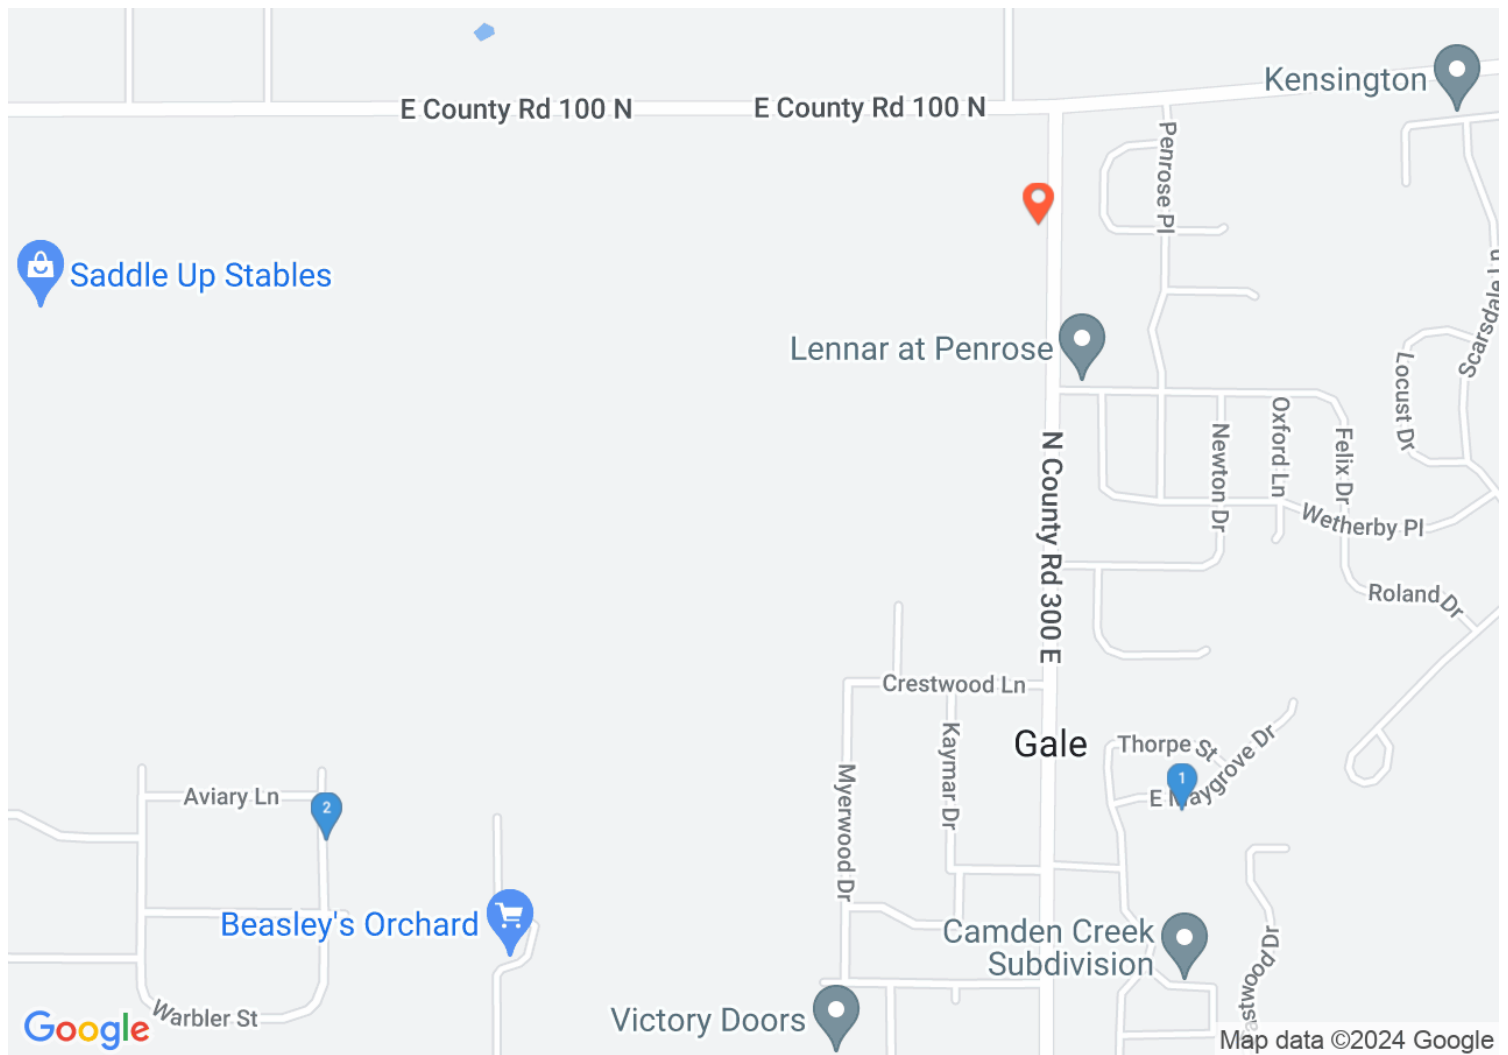 Kensington
E County Rd 100 N
E County Rd 100 N
Penrose Pl
Saddle Up Stables
Scarsdale Ln
Lennar at Penrose
Locust Dr
Oxford Ln
Newton Dr
Felix Dr
N County Rd 300 E
Wetherby Pl
Roland Dr
Crestwood Ln
Kaymar Dr
Gale
Thorpe St
Myerwood Dr
1
E Maygrove Dr
Aviary Ln
2
Beasley's Orchard
Camden Creek
Subdivision
astwood Dr
Warbler St
Victory Doors
Google
Map data ©2024 Google